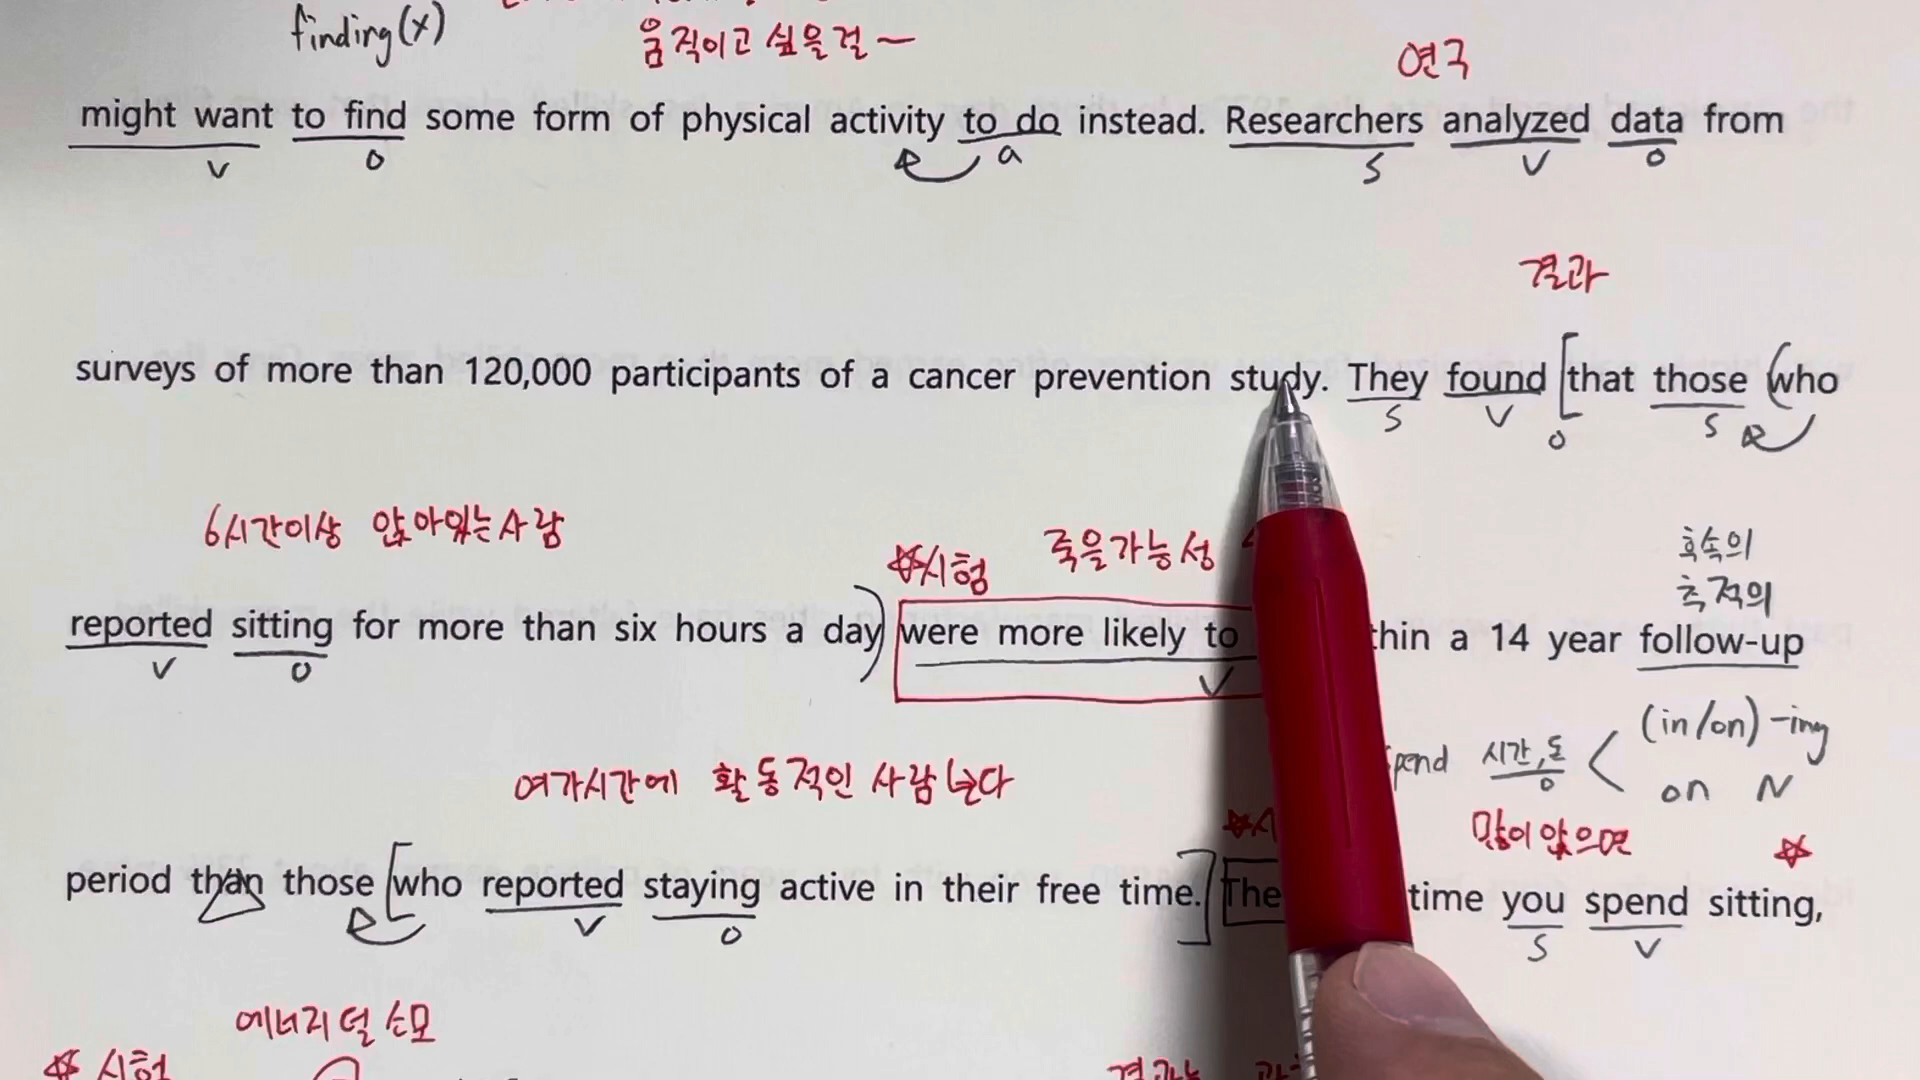 finding(x)
움직이고 싶을걸~
연구
might want to find some form of physical activity to do instead. Researchers analyzed data from
V O a S V O
결과
surveys of more than 120,000 participants of a cancer prevention study. They found [that those (who
S V O S
6시간이상 앉아있는사람
☆시험 죽을가능성
후속의
추적의
reported sitting for more than six hours a day) were more likely to thin a 14 year follow-up
V O V
여가시간에 활동적인 사람보다
pend 시간,돈 < (in/on) -ing
O on N
많이 앉으면 ☆
period than those [who reported staying active in their free time.] The time you spend sitting,
V O S V
에너지 덜 소모
☆ 시험